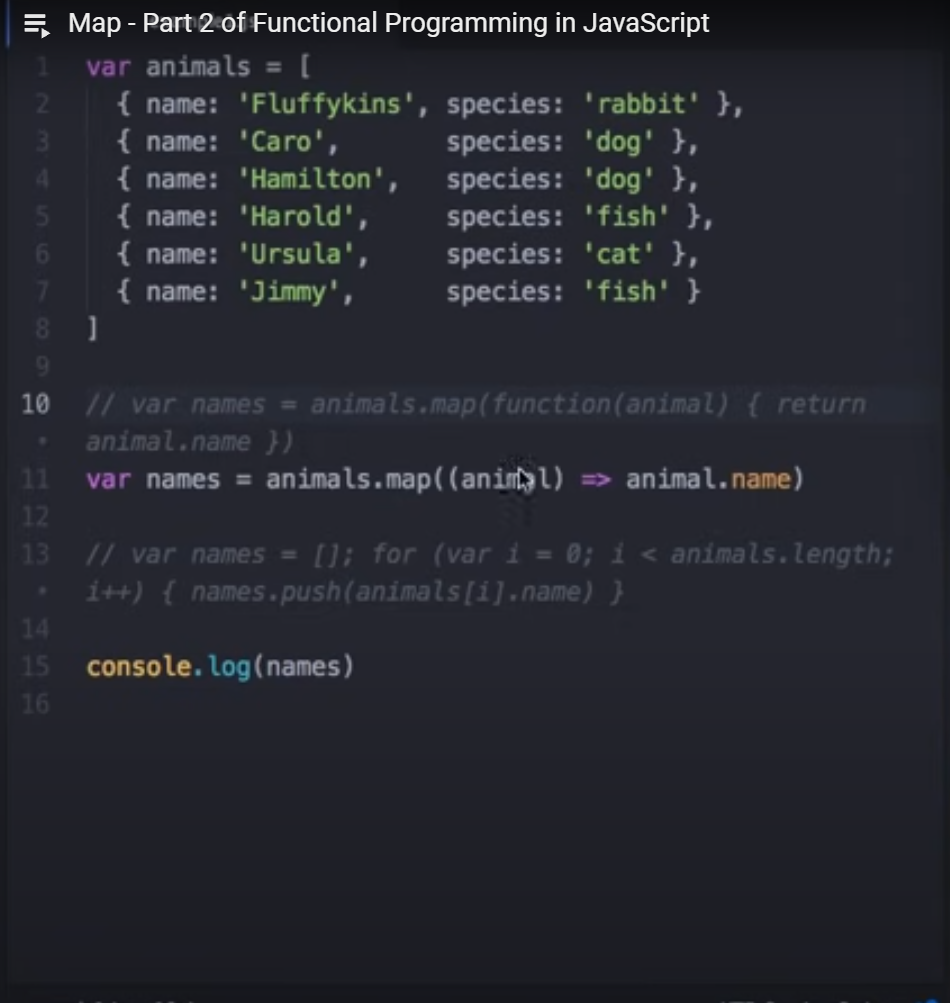 Map - Part 2 of Functional Programming in JavaScript
1 var animals = [
2 { name: 'Fluffykins', species: 'rabbit' },
3 { name: 'Caro', species: 'dog' },
4 { name: 'Hamilton', species: 'dog' },
5 { name: 'Harold', species: 'fish' },
6 { name: 'Ursula', species: 'cat' },
7 { name: 'Jimmy', species: 'fish' }
8 ]
9
10 // var names = animals.map(function(animal) { return
• animal.name })
11 var names = animals.map((animal) => animal.name)
12
13 // var names = []; for (var i = 0; i < animals.length;
• i++) { names.push(animals[i].name) }
14
15 console.log(names)
16